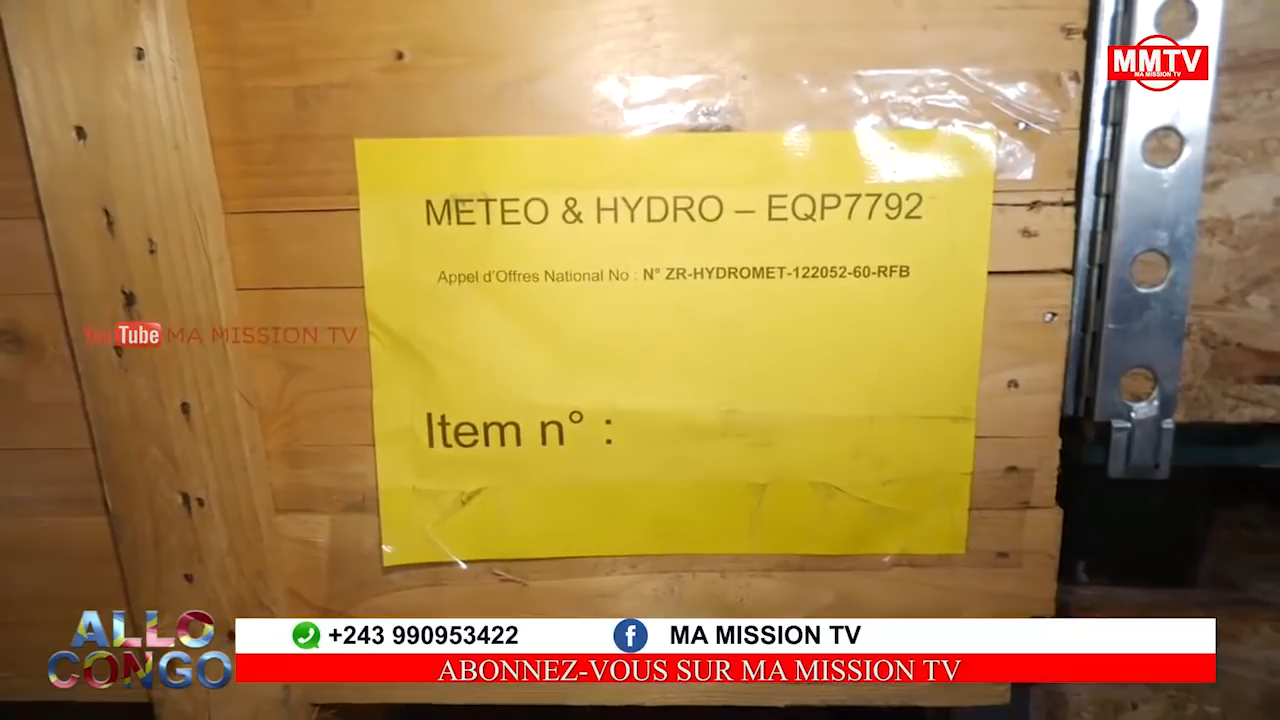 MMTV
MA MISSION TV
METEO & HYDRO – EQP7792
Appel d'Offres National No : N° ZR-HYDROMET-122052-60-RFB
YouTube MA MISSION TV
Item n° :
ALLO
CONGO
+243 990953422
MA MISSION TV
ABONNEZ-VOUS SUR MA MISSION TV